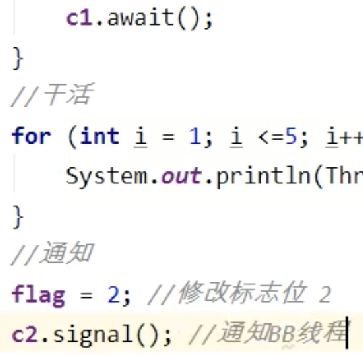 c1.await();
}
//干活
for (int i = 1; i <=5; i++
System.out.println(Thr
}
//通知
flag = 2; //修改标志位 2
c2.signal(); //通知BB线程